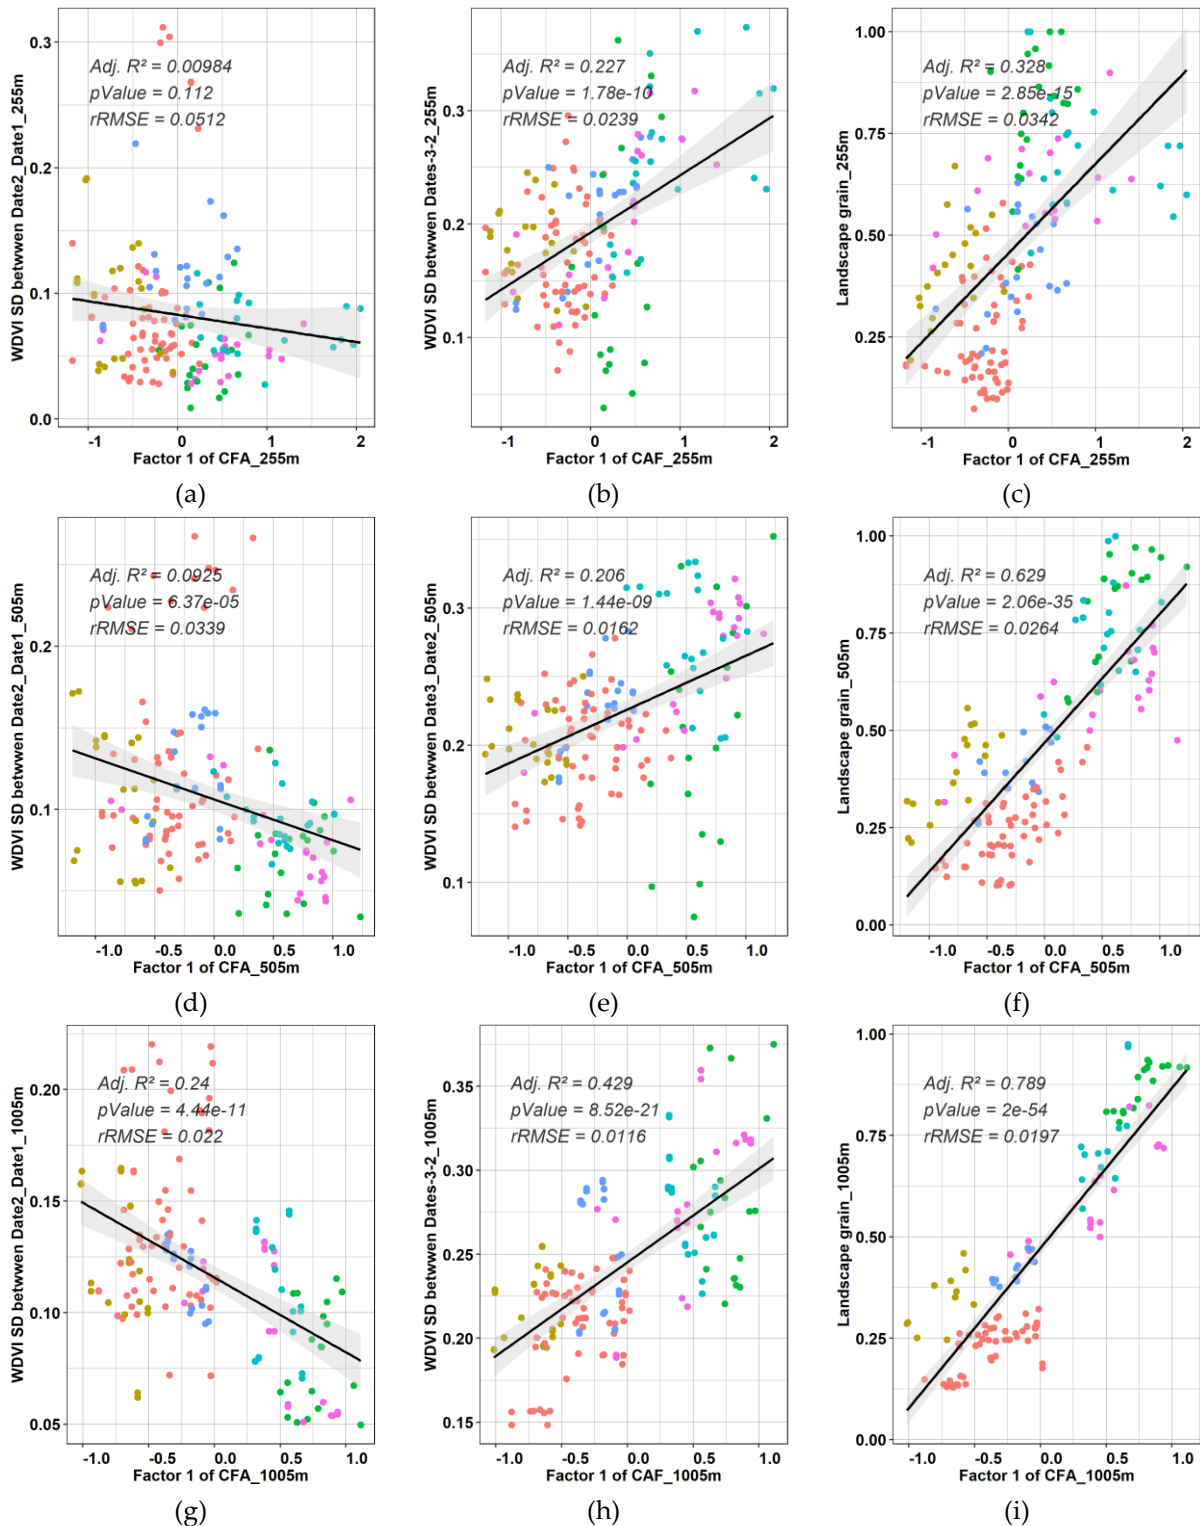 WDVI SD betwwen Date2_Date1_255m
0.3
0.2
0.1
0.0
Adj. R² = 0.00984
pValue = 0.112
rRMSE = 0.0512
-1 0 1 2
Factor 1 of CFA_255m
(a)
WDVI SD betwwen Dates-3-2_255m
0.3
0.2
0.1
Adj. R² = 0.227
pValue = 1.78e-10
rRMSE = 0.0239
-1 0 1 2
Factor 1 of CAF_255m
(b)
Landscape grain_255m
1.00
0.75
0.50
0.25
Adj. R² = 0.328
pValue = 2.85e-15
rRMSE = 0.0342
-1 0 1 2
Factor 1 of CFA_255m
(c)
WDVI SD betwwen Date2_Date1_505m
0.2
0.1
Adj. R² = 0.0925
pValue = 6.37e-05
rRMSE = 0.0339
-1.0 -0.5 0.0 0.5 1.0
Factor 1 of CFA_505m
(d)
WDVI SD betwwen Date3_Date2_505m
0.3
0.2
0.1
Adj. R² = 0.206
pValue = 1.44e-09
rRMSE = 0.0162
-1.0 -0.5 0.0 0.5 1.0
Factor 1 of CFA_505m
(e)
Landscape grain_505m
1.00
0.75
0.50
0.25
0.00
Adj. R² = 0.629
pValue = 2.06e-35
rRMSE = 0.0264
-1.0 -0.5 0.0 0.5 1.0
Factor 1 of CFA_505m
(f)
WDVI SD betwwen Date2_Date1_1005m
0.20
0.15
0.10
0.05
Adj. R² = 0.24
pValue = 4.44e-11
rRMSE = 0.022
-1.0 -0.5 0.0 0.5 1.0
Factor 1 of CFA_1005m
(g)
WDVI SD betwwen Dates-3-2_1005m
0.35
0.30
0.25
0.20
0.15
Adj. R² = 0.429
pValue = 8.52e-21
rRMSE = 0.0116
-1.0 -0.5 0.0 0.5 1.0
Factor 1 of CAF_1005m
(h)
Landscape grain_1005m
1.00
0.75
0.50
0.25
0.00
Adj. R² = 0.789
pValue = 2e-54
rRMSE = 0.0197
-1.0 -0.5 0.0 0.5 1.0
Factor 1 of CFA_1005m
(i)